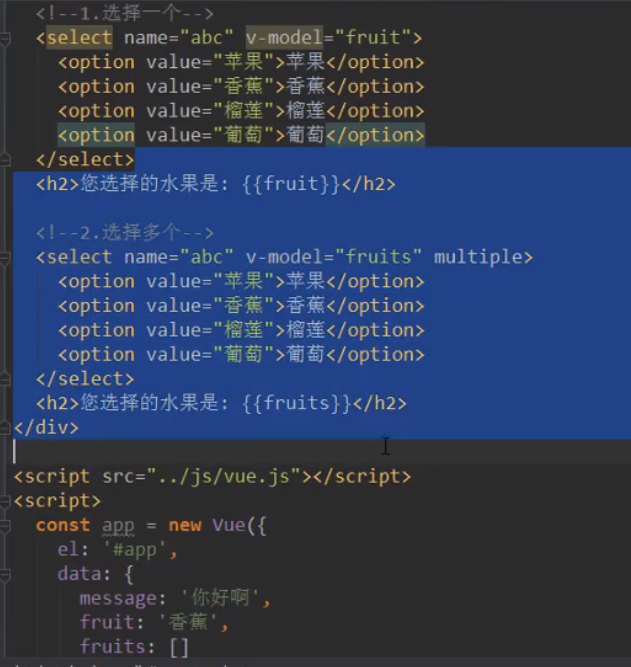 <!--1.选择一个-->
<select name="abc" v-model="fruit">
<option value="苹果">苹果</option>
<option value="香蕉">香蕉</option>
<option value="榴莲">榴莲</option>
<option value="葡萄">葡萄</option>
</select>
<h2>您选择的水果是: {{fruit}}</h2>
<!--2.选择多个-->
<select name="abc" v-model="fruits" multiple>
<option value="苹果">苹果</option>
<option value="香蕉">香蕉</option>
<option value="榴莲">榴莲</option>
<option value="葡萄">葡萄</option>
</select>
<h2>您选择的水果是: {{fruits}}</h2>
</div>
<script src="../js/vue.js"></script>
<script>
const app = new Vue({
el: '#app',
data: {
message: '你好啊',
fruit: '香蕉',
fruits: []